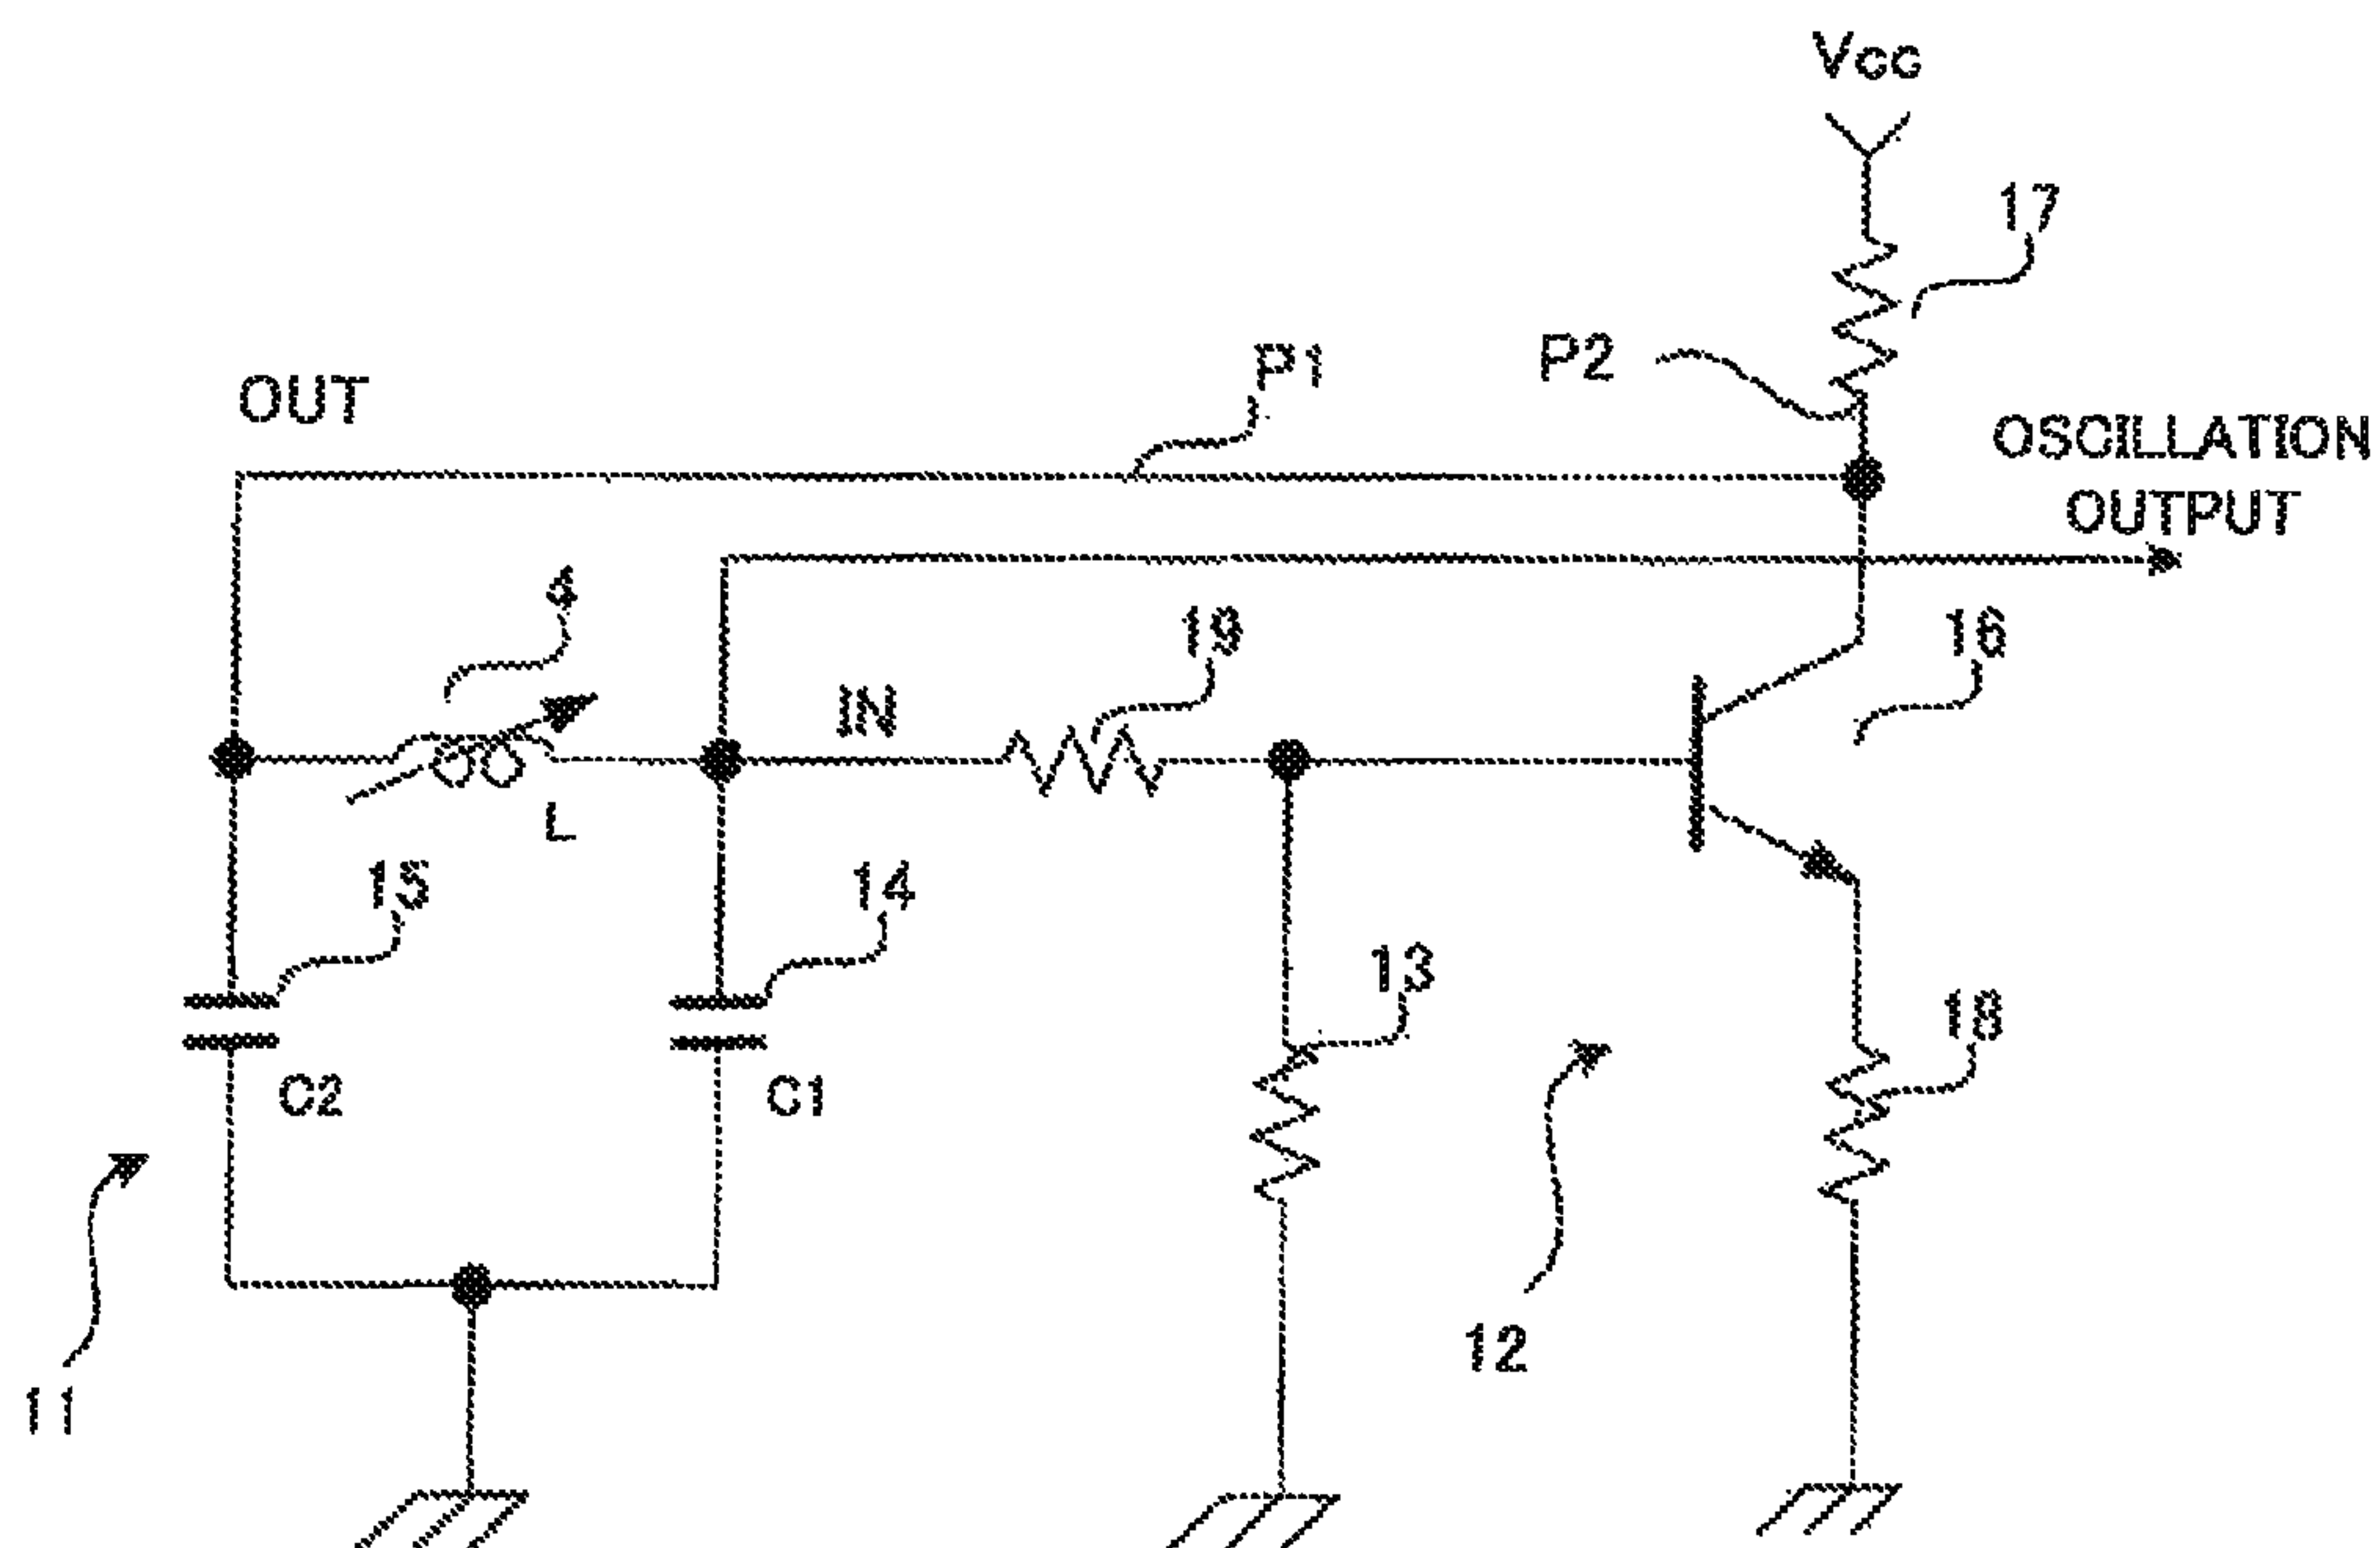 Vcc
17
P1
P2
OUT
OSCILLATION
OUTPUT
4
19
16
IN
L
15
14
13
18
C2
C1
12
11